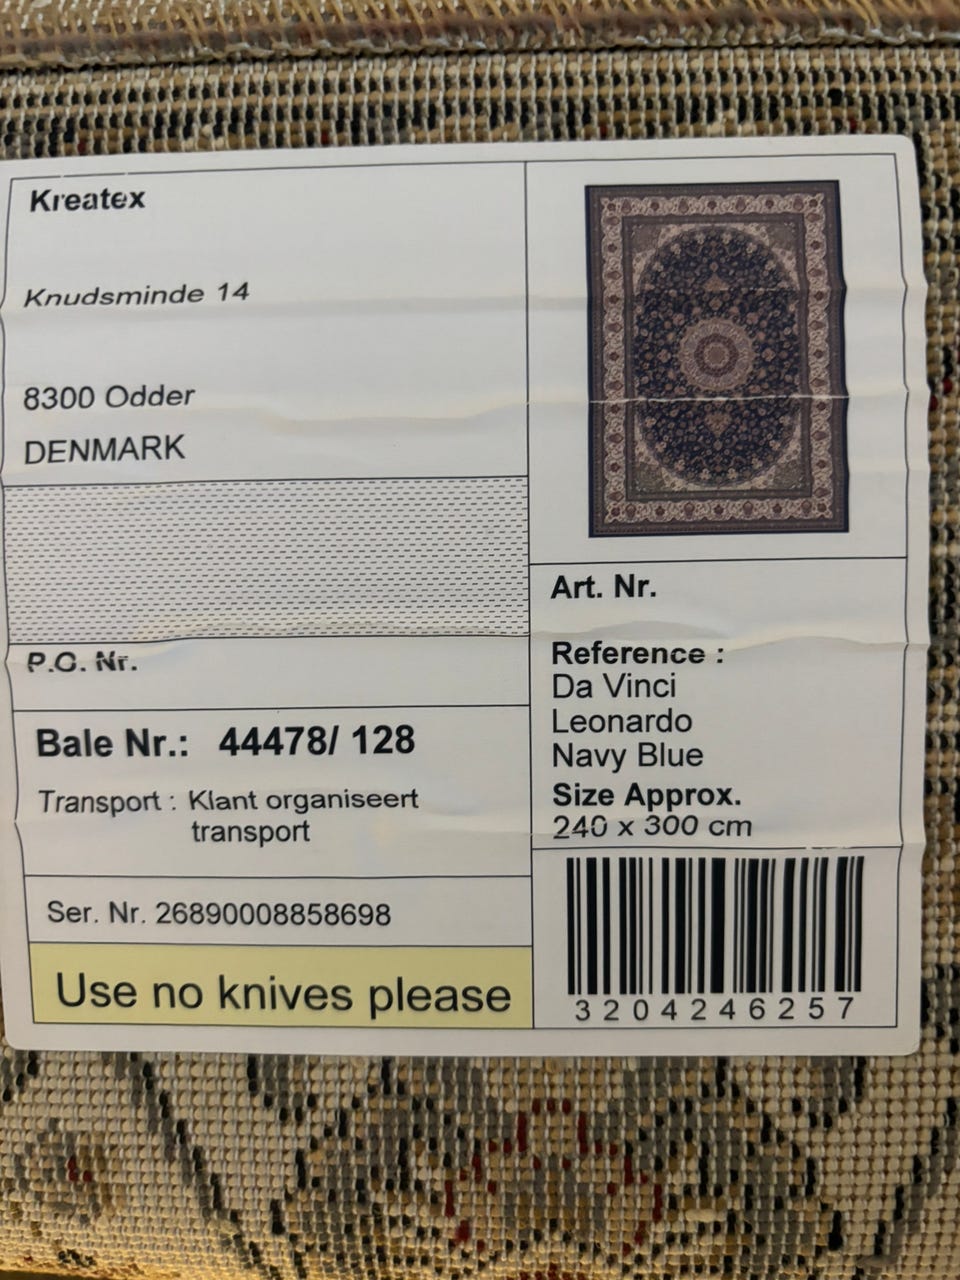 Kreatex
Knudsminde 14
8300 Odder
DENMARK
P.O. Nr.
Bale Nr.: 44478/ 128
Transport : Klant organiseert
transport
Ser. Nr. 26890008858698
Use no knives please
Art. Nr.
Reference :
Da Vinci
Leonardo
Navy Blue
Size Approx.
240 x 300 cm
3204246257